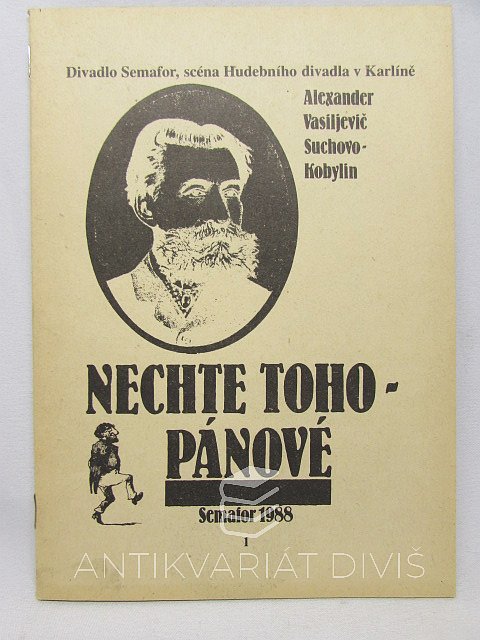 Divadlo Semafor, scéna Hudebního divadla v Karlíně
Alexander
Vasiljevič
Suchovo-
Kobylin
NECHTE TOHO -
PÁNOVÉ
Semafor 1988
1
ANTIKVARIÁT DIVIŠ